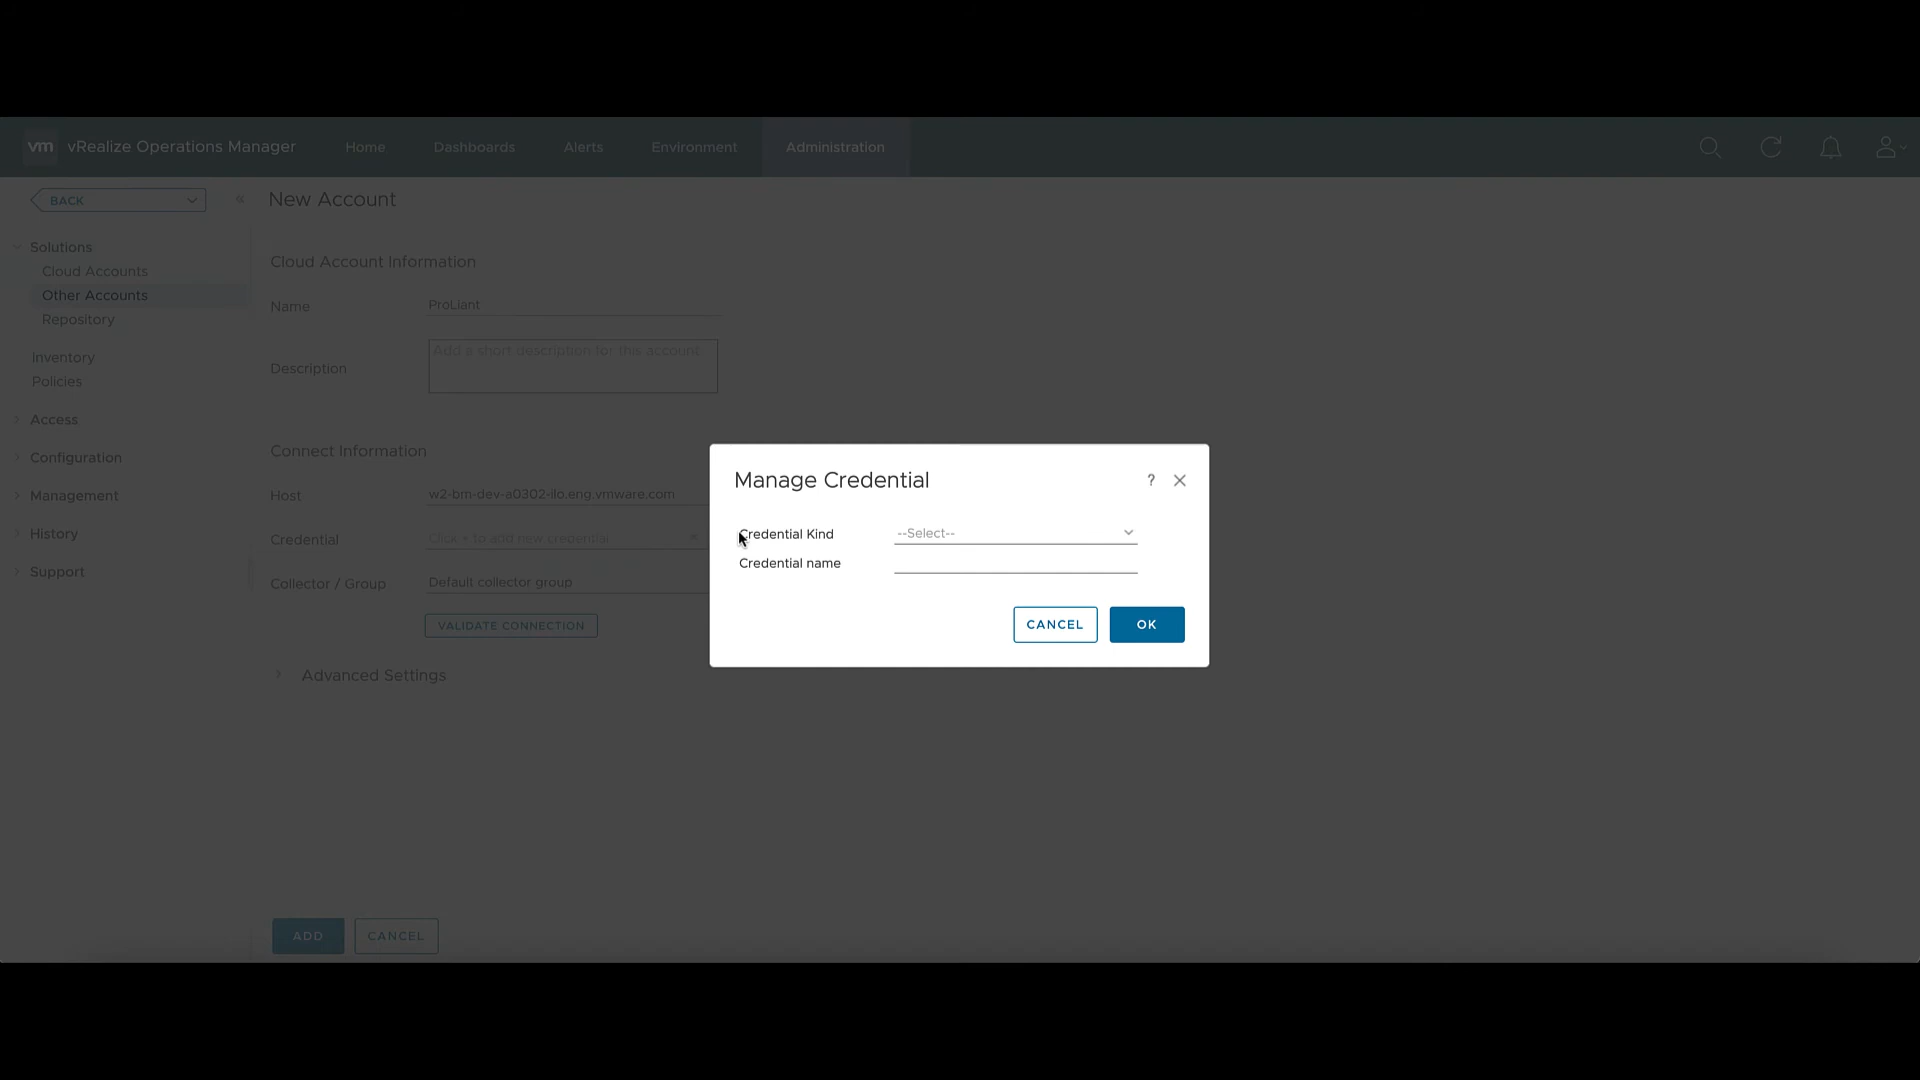 vm vRealize Operations Manager Home Dashboards Alerts Environment Administration
BACK « New Account
Solutions
Cloud Accounts
Other Accounts
Repository
Inventory
Policies
Access
Configuration
Management
History
Support
Cloud Account Information
Name ProLiant
Description Add a short description for this account
Connect Information
Host w2-bm-dev-a0302-ilo.eng.vmware.com
Credential Click + to add new credential
Collector / Group Default collector group
VALIDATE CONNECTION
Advanced Settings
ADD CANCEL
Manage Credential ?
Credential Kind --Select--
Credential name
CANCEL OK